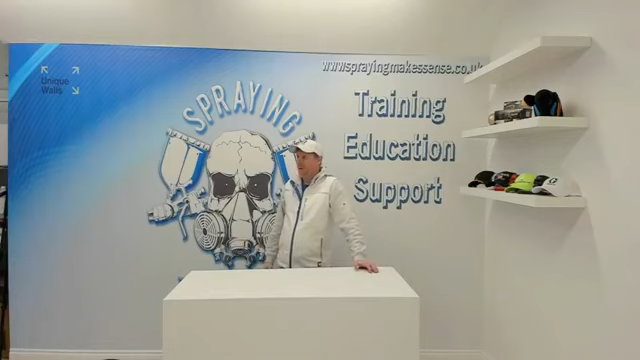 Unique
Walls
www.sprayingmakessense.co.uk
SPRAYING
Training
Education
Support